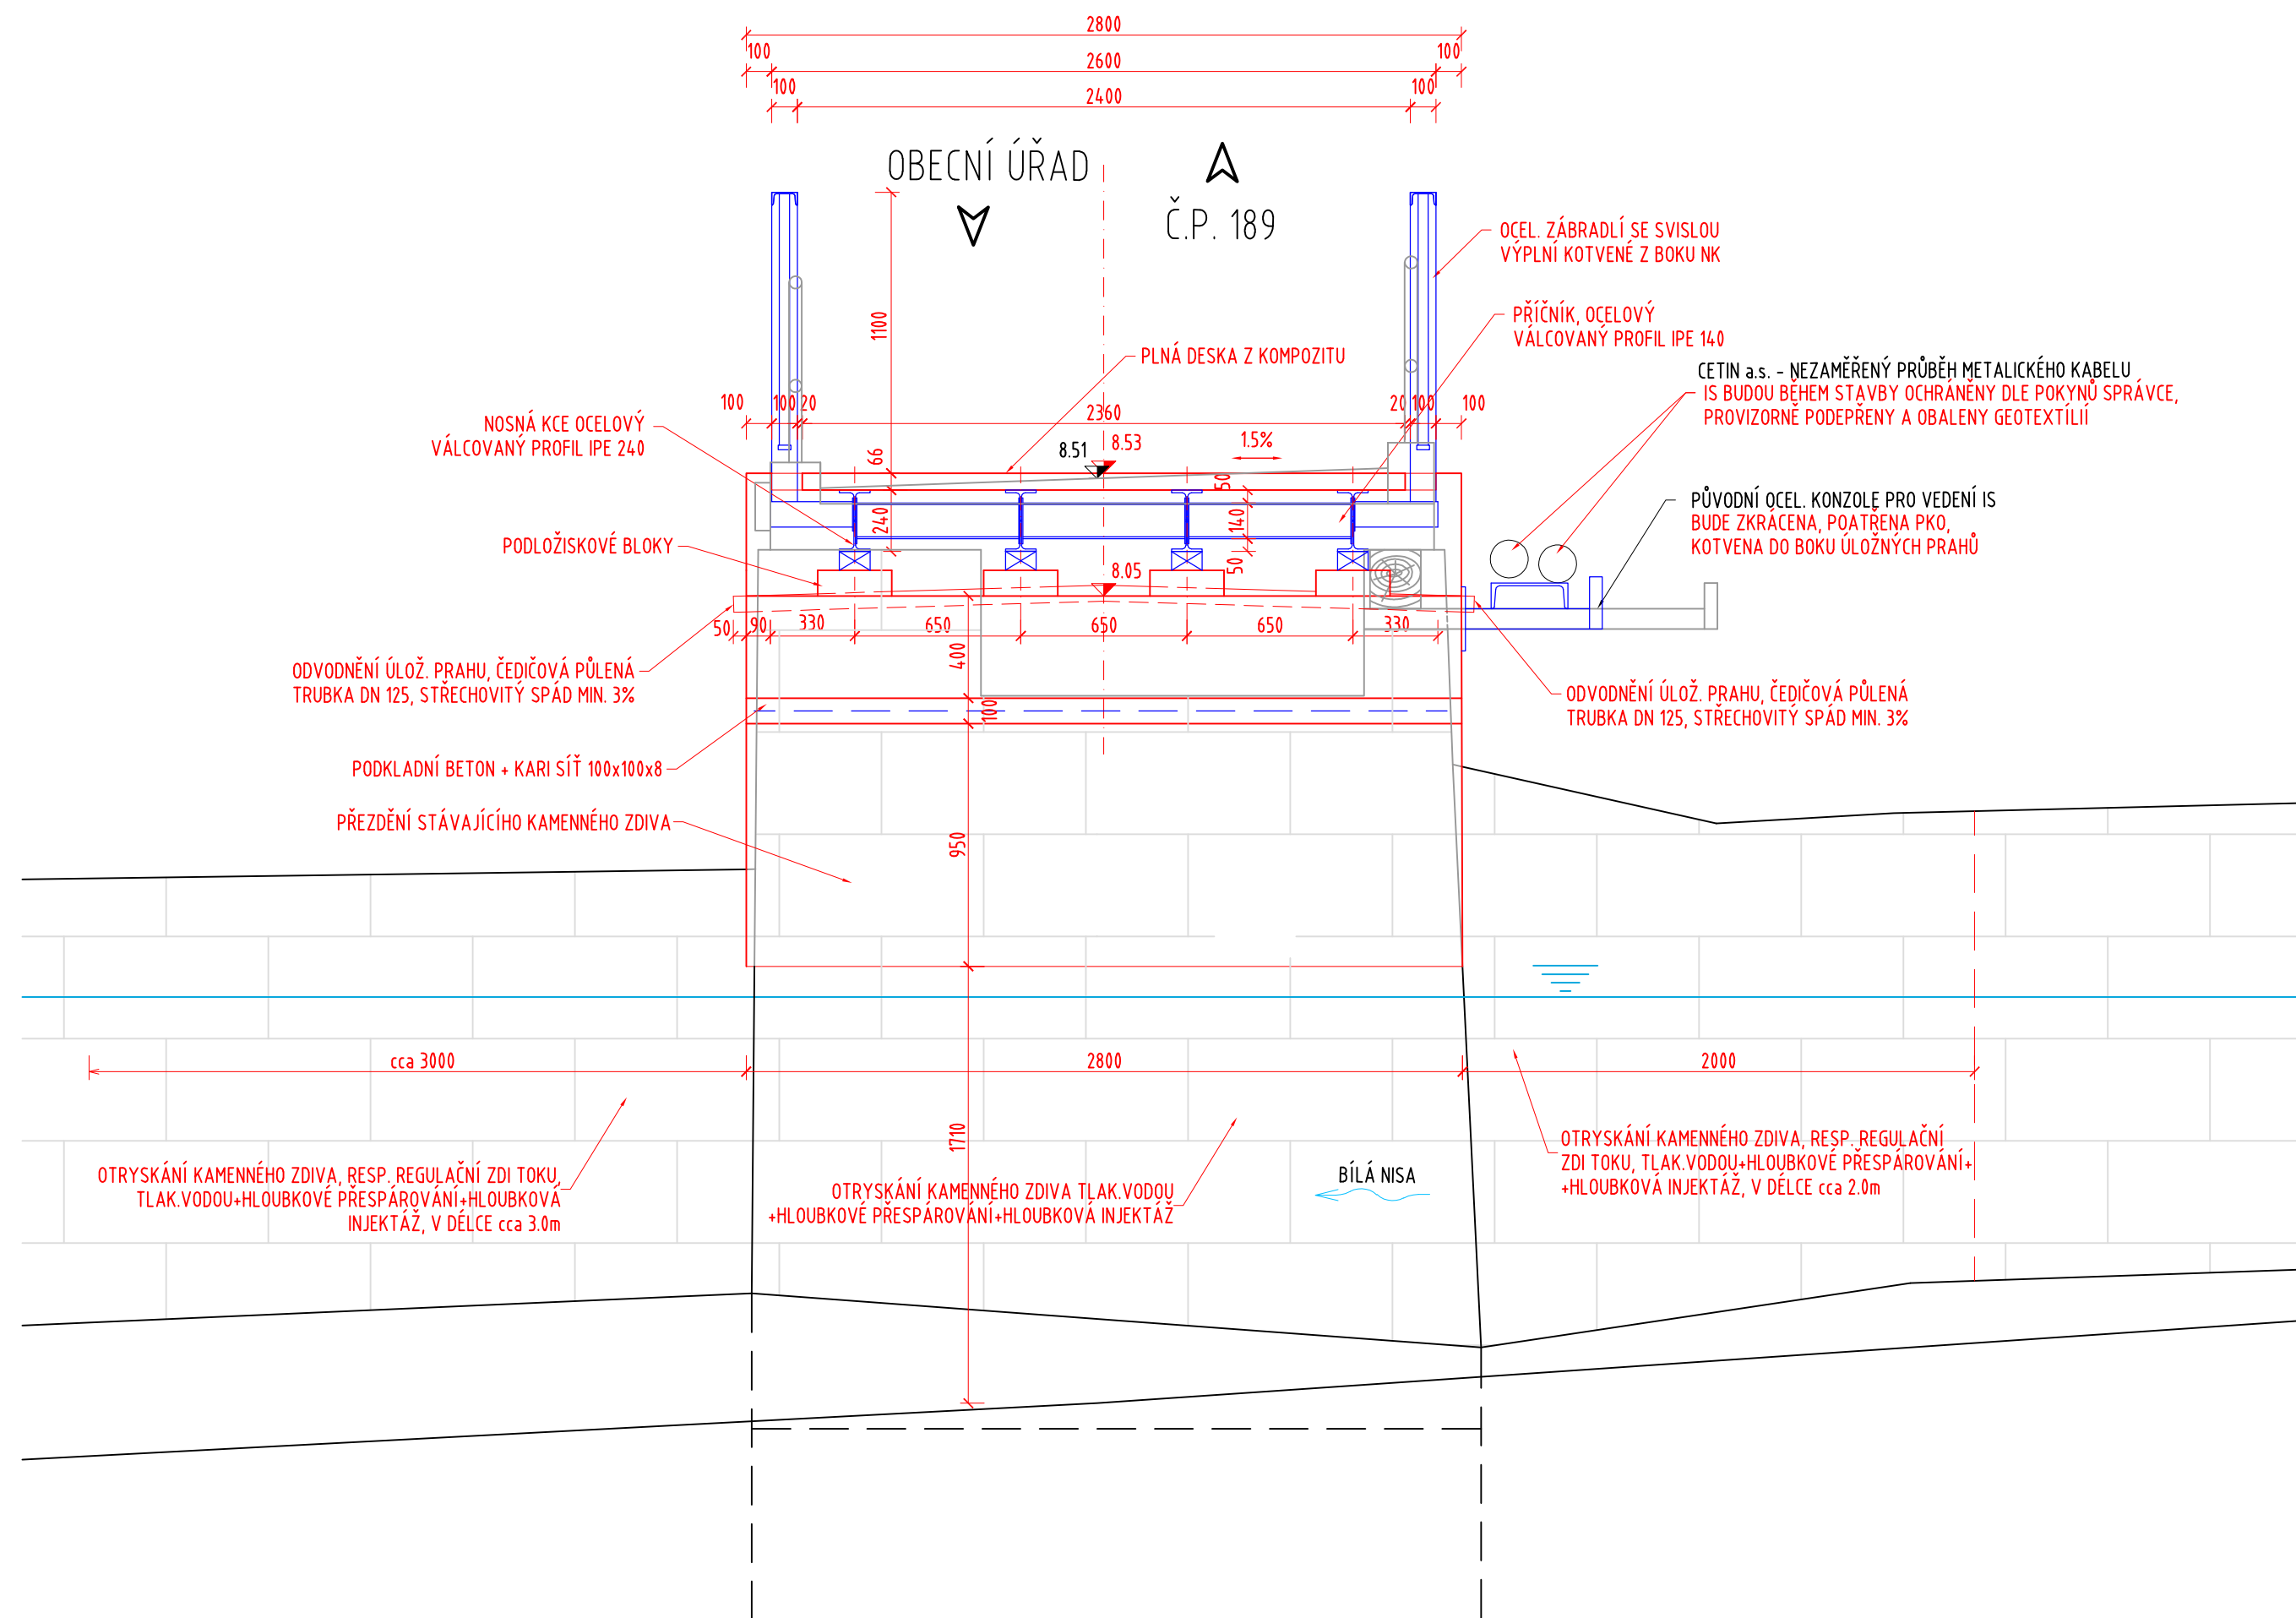 2800
100
2600
100
100
2400
100
OBECNÍ ÚŘAD
Č.P. 189
OCEL. ZÁBRADLÍ SE SVISLOU
VÝPLNÍ KOTVENÉ Z BOKU NK
1100
PŘÍČNÍK, OCELOVÝ
VÁLCOVANÝ PROFIL IPE 140
PLNÁ DESKA Z KOMPOZITU
CETIN a.s. - NEZAMĚŘENÝ PRŮBĚH METALICKÉHO KABELU
IS BUDOU BĚHEM STAVBY OCHRÁNĚNY DLE POKYNŮ SPRÁVCE,
PROVIZORNĚ PODEPŘENY A OBALENY GEOTEXTÍLIÍ
100
100
20
2360
20
100
100
NOSNÁ KCE OCELOVÝ
VÁLCOVANÝ PROFIL IPE 240
8.51
8.53
1.5%
66
50
240
140
50
PŮVODNÍ OCEL. KONZOLE PRO VEDENÍ IS
BUDE ZKRÁCENA, POATŘENA PKO,
KOTVENA DO BOKU ÚLOŽNÝCH PRAHŮ
PODLOŽISKOVÉ BLOKY
8.05
50
90
330
650
650
650
330
400
ODVODNĚNÍ ÚLOŽ. PRAHU, ČEDIČOVÁ PŮLENÁ
TRUBKA DN 125, STŘECHOVITÝ SPÁD MIN. 3%
ODVODNĚNÍ ÚLOŽ. PRAHU, ČEDIČOVÁ PŮLENÁ
TRUBKA DN 125, STŘECHOVITÝ SPÁD MIN. 3%
100
PODKLADNÍ BETON + KARI SÍŤ 100x100x8
PŘEZDĚNÍ STÁVAJÍCÍHO KAMENNÉHO ZDIVA
950
cca 3000
2800
2000
1710
OTRYSKÁNÍ KAMENNÉHO ZDIVA, RESP. REGULAČNÍ ZDI TOKU,
TLAK.VODOU+HLOUBKOVÉ PŘESPÁROVÁNÍ+HLOUBKOVÁ
INJEKTÁŽ, V DÉLCE cca 3.0m
OTRYSKÁNÍ KAMENNÉHO ZDIVA TLAK.VODOU
+HLOUBKOVÉ PŘESPÁROVÁNÍ+HLOUBKOVÁ INJEKTÁŽ
BÍLÁ NISA
OTRYSKÁNÍ KAMENNÉHO ZDIVA, RESP. REGULAČNÍ
ZDI TOKU, TLAK.VODOU+HLOUBKOVÉ PŘESPÁROVÁNÍ+
+HLOUBKOVÁ INJEKTÁŽ, V DÉLCE cca 2.0m